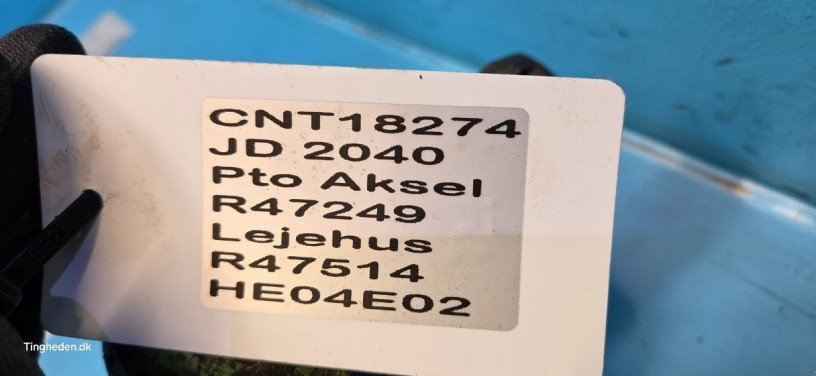 CNT18274
JD 2040
Pto Aksel
R47249
Lejehus
R47514
HE04E02
Tingheden.dk